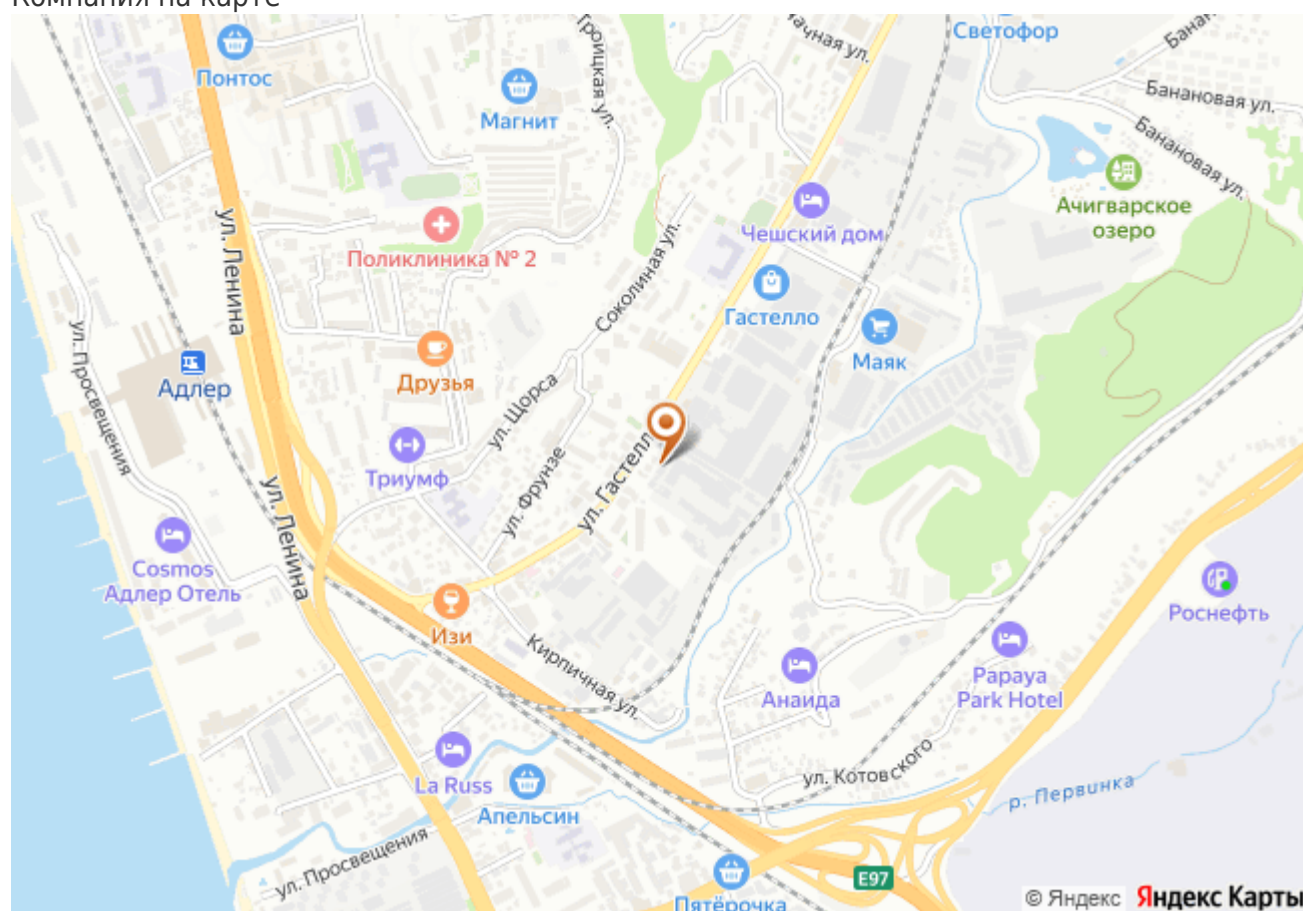 Компания на карте
Понтос
Магнит
Троицкая ул.
Светофор
Банановая ул.
Банановая ул.
Ачигварское
озеро
ул. Ленина
Поликлиника № 2
Чешский дом
Соколиная ул.
Гастелло
Маяк
ул. Просвещения
Адлер
Друзья
ул. Щорса
Триумф
ул. Фрунзе
ул. Гастелл
ул. Ленина
Cosmos
Адлер Отель
Изи
Роснефть
Кирпичная ул.
Анаида
Papaya
Park Hotel
La Russ
ул. Котовского
Апельсин
р. Первинка
ул. Просвещения
E97
Пятёрочка
© Яндекс Яндекс Карты